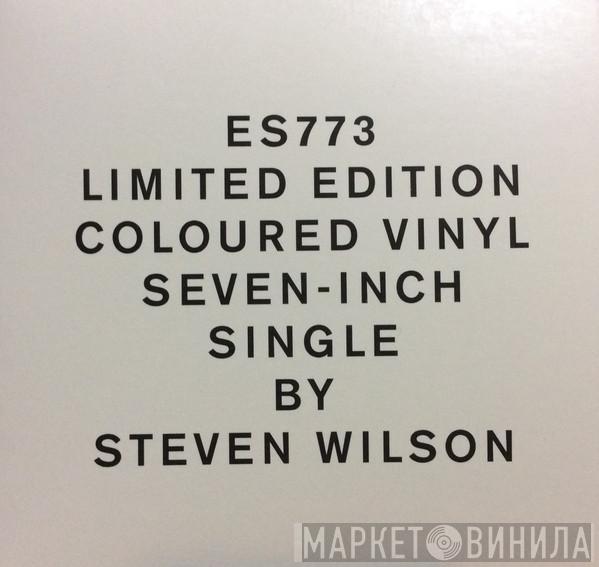 ES773
LIMITED EDITION
COLOURED VINYL
SEVEN-INCH
SINGLE
BY
STEVEN WILSON
МАРКЕТ ВИНИЛА